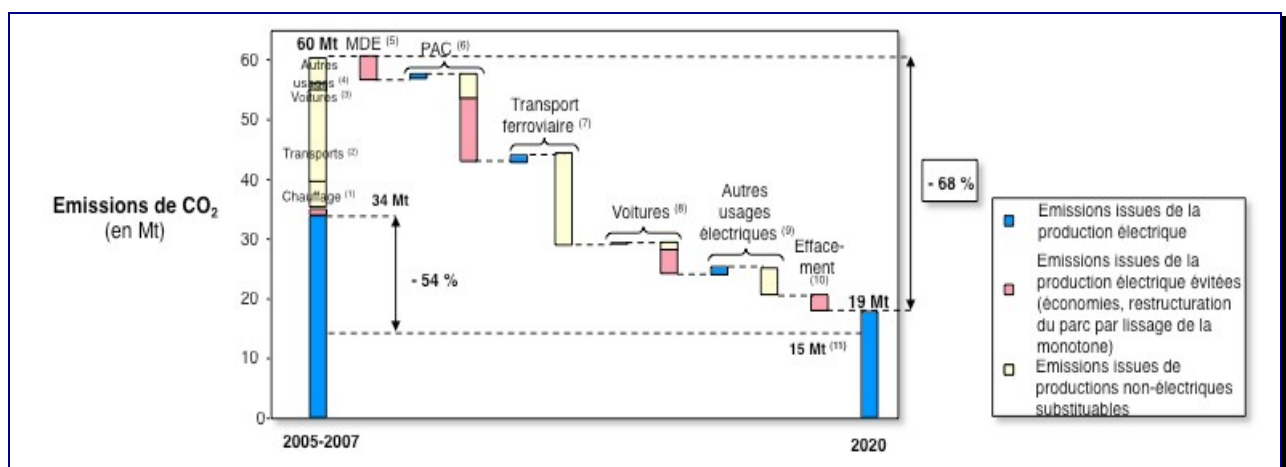 Emissions de CO2
(en Mt)
60
50
40
30
20
10
0
60 Mt
Autres
usages (4)
Voitures (3)
Transports (2)
Chauffage (1)
34 Mt
- 54 %
MDE (5)
PAC (6)
Transport
ferroviaire (7)
Voitures (8)
Autres
usages
électriques (9)
Efface-
ment
(10)
19 Mt
15 Mt (11)
- 68 %
2005-2007
2020
Emissions issues de la
production électrique
Emissions issues de la
production électrique évitées
(économies, restructuration
du parc par lissage de la
monotone)
Emissions issues de
productions non-électriques
substituables